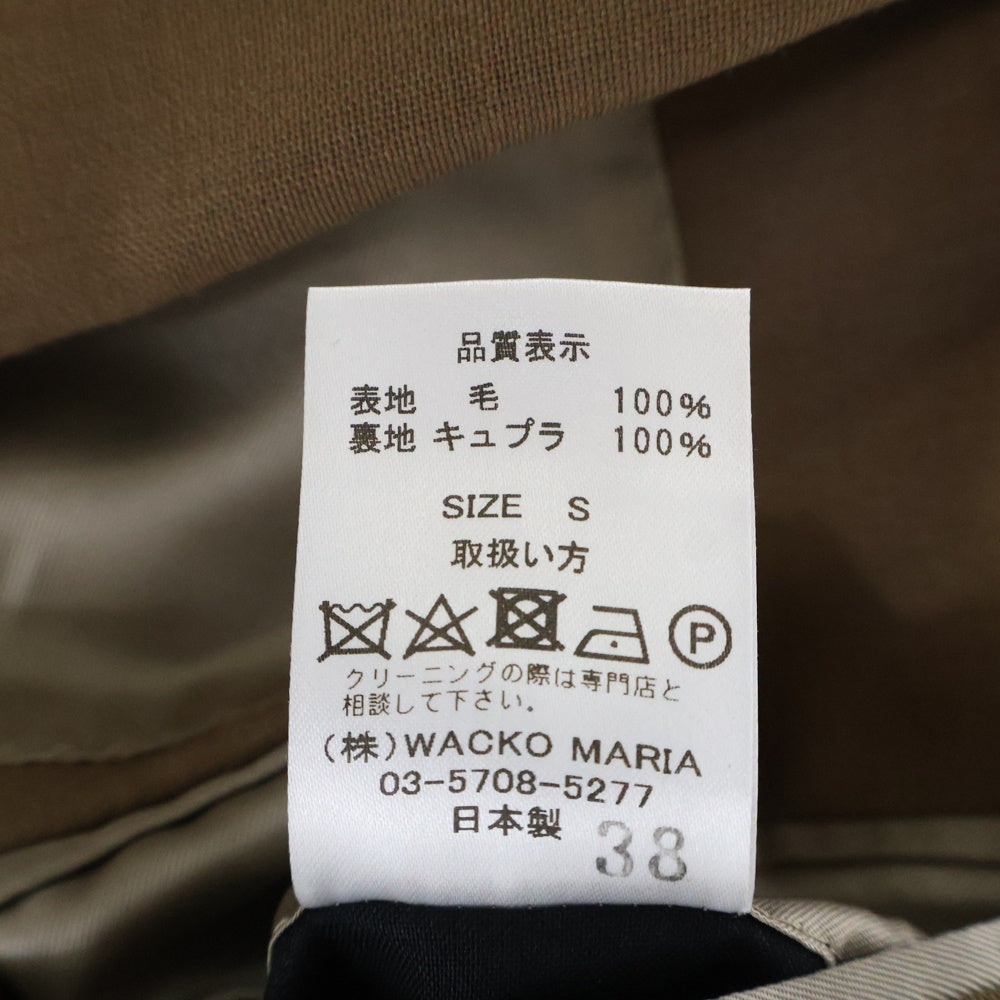 品質表示
表地 毛 100%
裏地 キュプラ 100%
SIZE S
取扱い方
P
クリーニングの際は専門店と
相談して下さい。
(株)WACKO MARIA
03-5708-5277
日本製
38